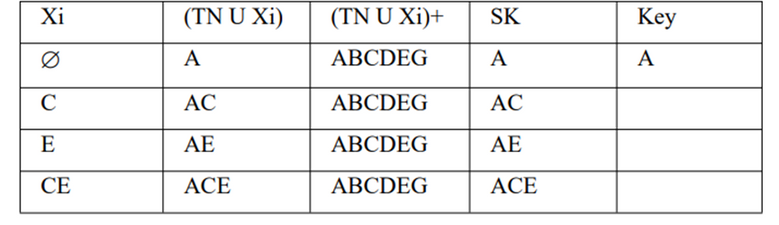 Xi (TN U Xi) (TN U Xi)+ SK Key
∅ A ABCDEG A A
C AC ABCDEG AC
E AE ABCDEG AE
CE ACE ABCDEG ACE